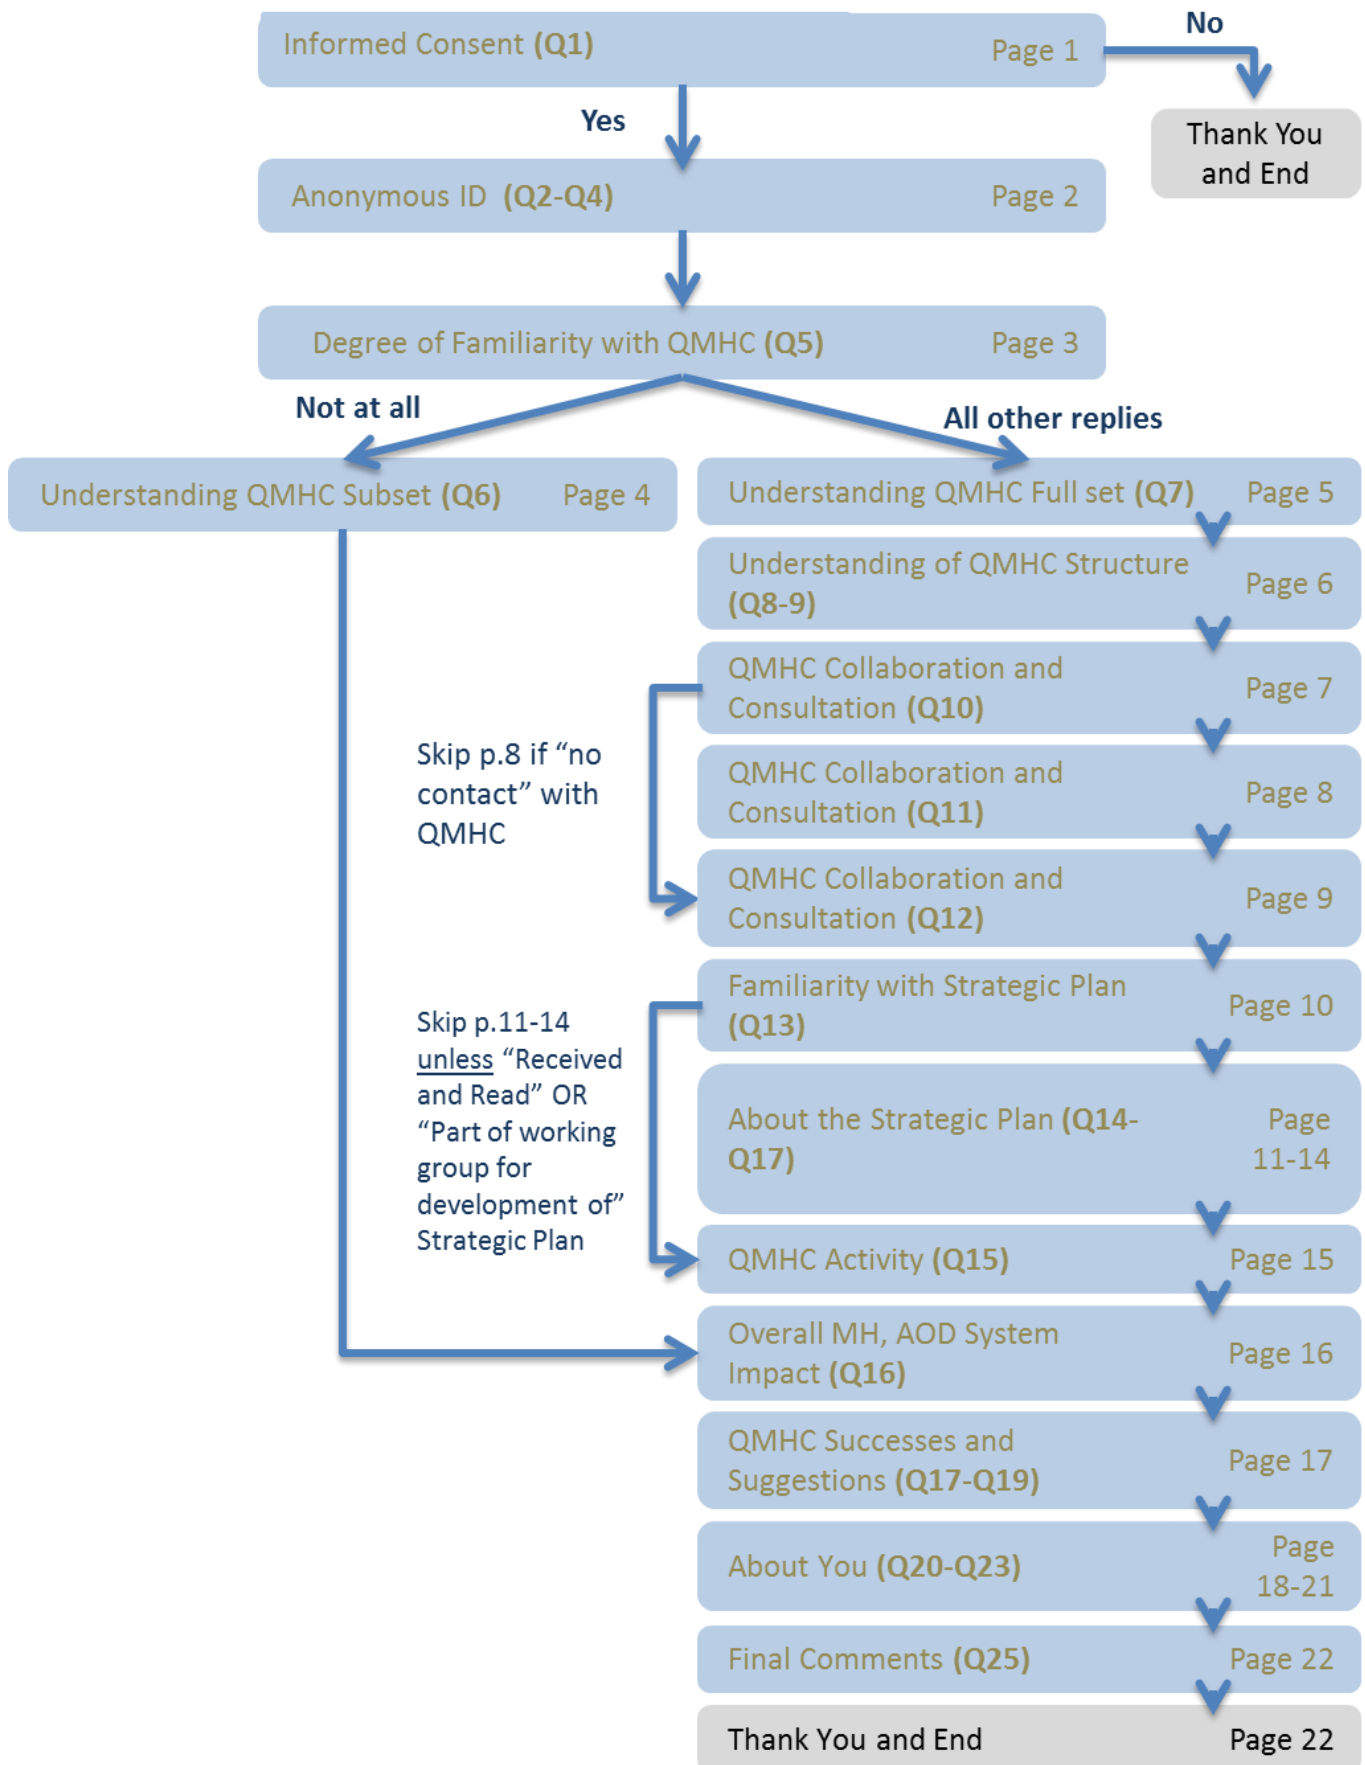 Informed Consent (Q1) Page 1
No
Thank You
and End
Yes
Anonymous ID (Q2-Q4) Page 2
Degree of Familiarity with QMHC (Q5) Page 3
Not at all
All other replies
Understanding QMHC Subset (Q6) Page 4
Understanding QMHC Full set (Q7) Page 5
Understanding of QMHC Structure
(Q8-9)
Page 6
QMHC Collaboration and
Consultation (Q10)
Page 7
Skip p.8 if “no
contact” with
QMHC
QMHC Collaboration and
Consultation (Q11)
Page 8
QMHC Collaboration and
Consultation (Q12)
Page 9
Familiarity with Strategic Plan
(Q13)
Page 10
Skip p.11-14
unless “Received
and Read” OR
“Part of working
group for
development of”
Strategic Plan
About the Strategic Plan (Q14-
Q17)
Page
11-14
QMHC Activity (Q15) Page 15
Overall MH, AOD System
Impact (Q16)
Page 16
QMHC Successes and
Suggestions (Q17-Q19)
Page 17
About You (Q20-Q23)
Page
18-21
Final Comments (Q25) Page 22
Thank You and End Page 22